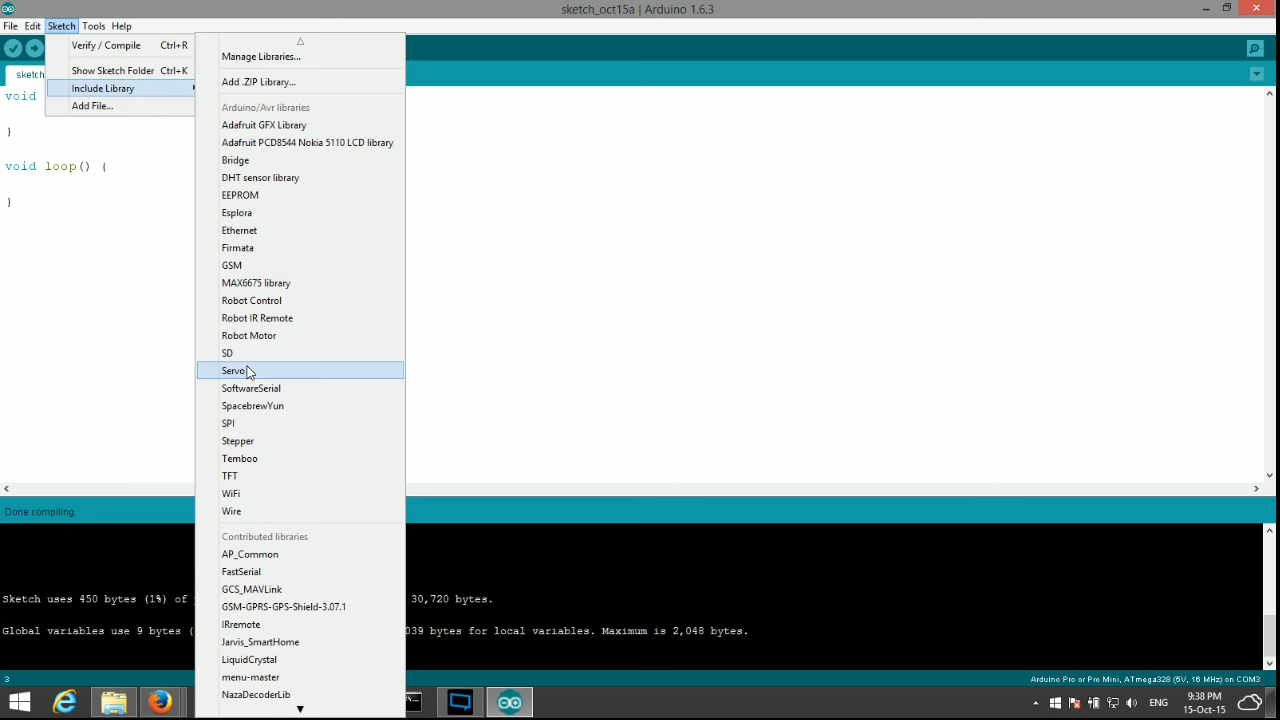 sketch_oct15a | Arduino 1.6.3
File Edit Sketch Tools Help
Verify / Compile Ctrl+R
Show Sketch Folder Ctrl+K
Include Library
Add File...
sketch
void
}
void loop() {
}
Manage Libraries...
Add .ZIP Library...
Arduino/Avr libraries
Adafruit GFX Library
Adafruit PCD8544 Nokia 5110 LCD library
Bridge
DHT sensor library
EEPROM
Esplora
Ethernet
Firmata
GSM
MAX6675 library
Robot Control
Robot IR Remote
Robot Motor
SD
Servo
SoftwareSerial
SpacebrewYun
SPI
Stepper
Temboo
TFT
WiFi
Wire
Contributed libraries
AP_Common
FastSerial
GCS_MAVLink
GSM-GPRS-GPS-Shield-3.07.1
IRremote
Jarvis_SmartHome
LiquidCrystal
menu-master
NazaDecoderLib
Done compiling.
Sketch uses 450 bytes (1%) of 30,720 bytes.
Global variables use 9 bytes ( 039 bytes for local variables. Maximum is 2,048 bytes.
3
Arduino Pro or Pro Mini, ATmega328 (5V, 16 MHz) on COM3
ENG
9:38 PM
15-Oct-15